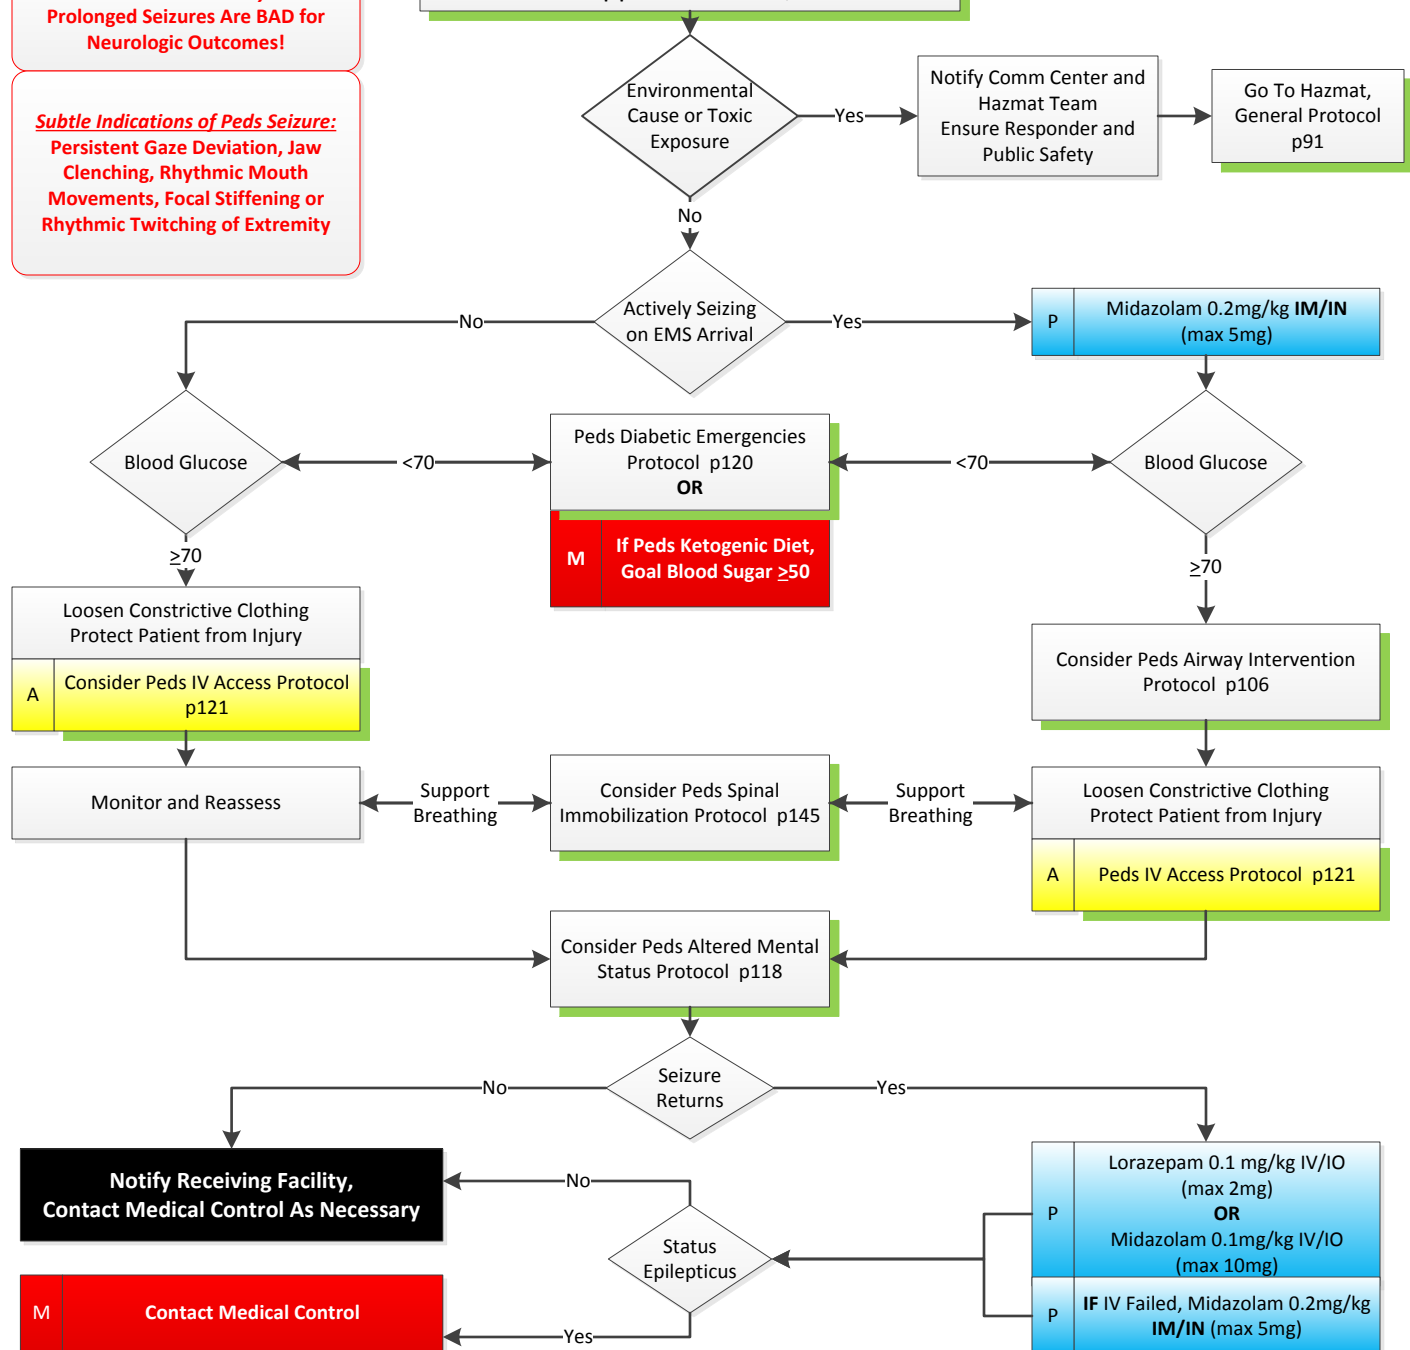 Prolonged Seizures Are BAD for
Neurologic Outcomes!
Subtle Indications of Peds Seizure:
Persistent Gaze Deviation, Jaw
Clenching, Rhythmic Mouth
Movements, Focal Stiffening or
Rhythmic Twitching of Extremity
Environmental
Cause or Toxic
Exposure
Yes
Notify Comm Center and
Hazmat Team
Ensure Responder and
Public Safety
Go To Hazmat,
General Protocol
p91
No
Actively Seizing
on EMS Arrival
No
Yes
P
Midazolam 0.2mg/kg IM/IN
(max 5mg)
Blood Glucose
<70
Peds Diabetic Emergencies
Protocol p120
OR
M
If Peds Ketogenic Diet,
Goal Blood Sugar ≥50
<70
Blood Glucose
≥70
≥70
Loosen Constrictive Clothing
Protect Patient from Injury
A
Consider Peds IV Access Protocol
p121
Consider Peds Airway Intervention
Protocol p106
Monitor and Reassess
Support
Breathing
Consider Peds Spinal
Immobilization Protocol p145
Support
Breathing
Loosen Constrictive Clothing
Protect Patient from Injury
A
Peds IV Access Protocol p121
Consider Peds Altered Mental
Status Protocol p118
Seizure
Returns
No
Yes
Notify Receiving Facility,
Contact Medical Control As Necessary
No
Status
Epilepticus
P
Lorazepam 0.1 mg/kg IV/IO
(max 2mg)
OR
Midazolam 0.1mg/kg IV/IO
(max 10mg)
P
IF IV Failed, Midazolam 0.2mg/kg
IM/IN (max 5mg)
M
Contact Medical Control
Yes